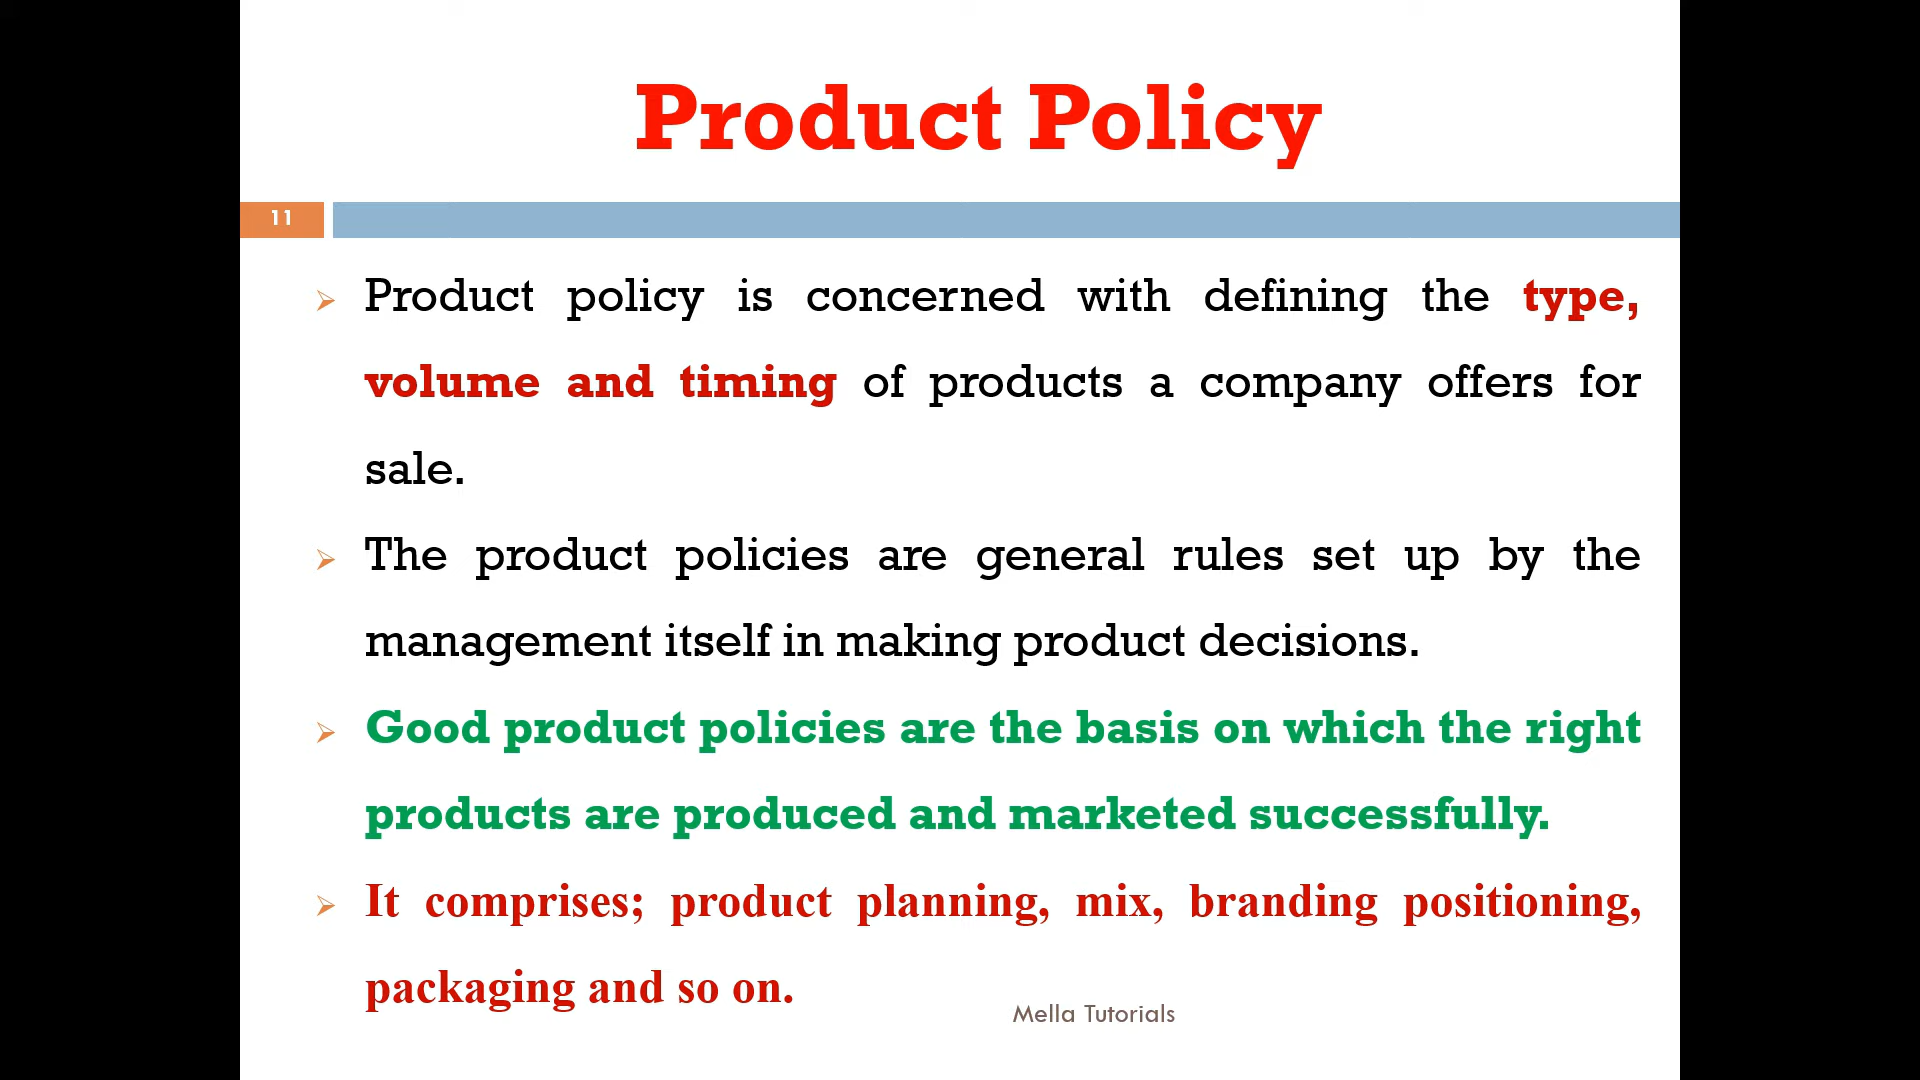 Product Policy
11
Product policy is concerned with defining the type,
volume and timing of products a company offers for
sale.
The product policies are general rules set up by the
management itself in making product decisions.
Good product policies are the basis on which the right
products are produced and marketed successfully.
It comprises; product planning, mix, branding positioning,
packaging and so on.
Mella Tutorials